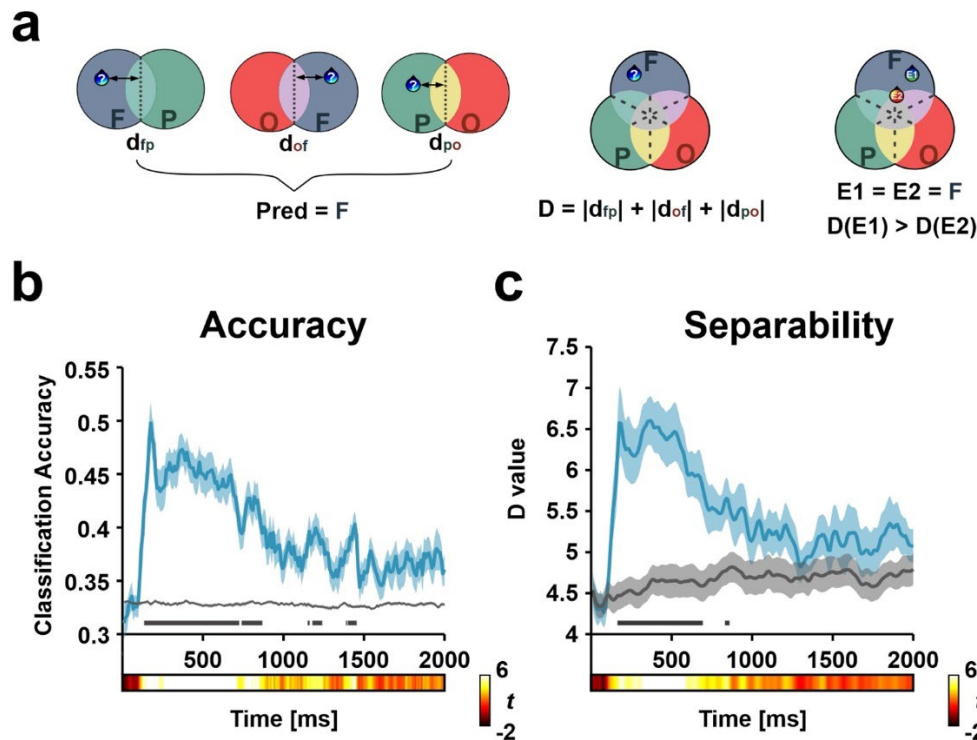 a
? ? ?
F P O F P O
dfp dof dpo
Pred = F
? F
P O
D = |dfp| + |dof| + |dpo|
F E1
E2
P O
E1 = E2 = F
D(E1) > D(E2)
b
Accuracy
Classification Accuracy
0.55
0.5
0.45
0.4
0.35
0.3
500 1000 1500 2000
6
t
-2
Time [ms]
c
Separability
D value
7.5
7
6.5
6
5.5
5
4.5
4
500 1000 1500 2000
6
t
-2
Time [ms]